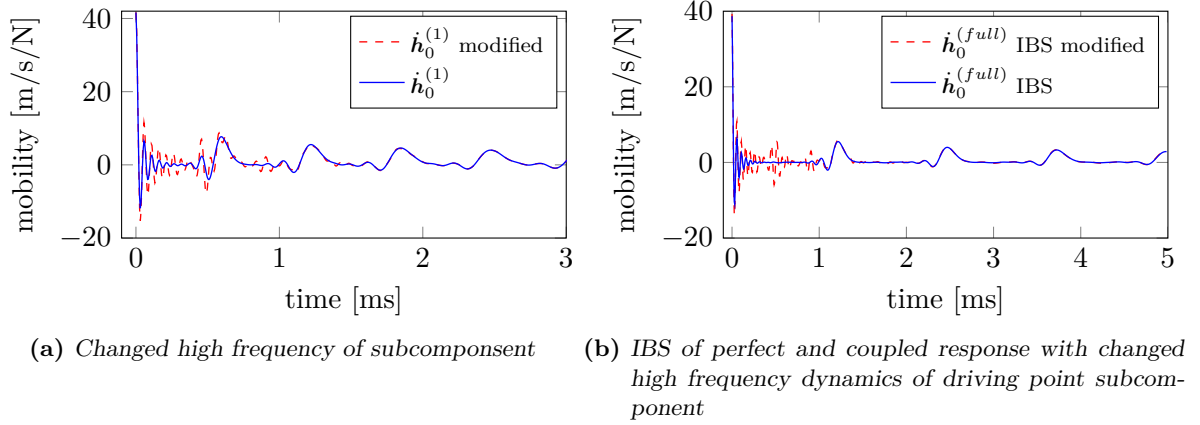 40
20
0
−20
0
1
2
3
mobility [m/s/N]
time [ms]
ḣ₀⁽¹⁾ modified
ḣ₀⁽¹⁾
(a) Changed high frequency of subcomponsent
40
20
0
−20
0
1
2
3
4
5
mobility [m/s/N]
time [ms]
ḣ₀^(full) IBS modified
ḣ₀^(full) IBS
(b) IBS of perfect and coupled response with changed
high frequency dynamics of driving point subcom-
ponent